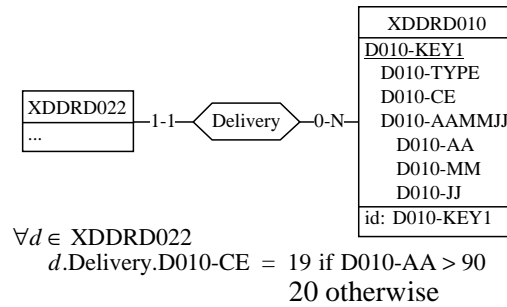 XDDRD010
D010-KEY1
D010-TYPE
D010-CE
D010-AAMMJJ
D010-AA
D010-MM
D010-JJ
id: D010-KEY1
XDDRD022
...
1-1
Delivery
0-N
∀d ∈ XDDRD022
d.Delivery.D010-CE = 19 if D010-AA > 90
20 otherwise